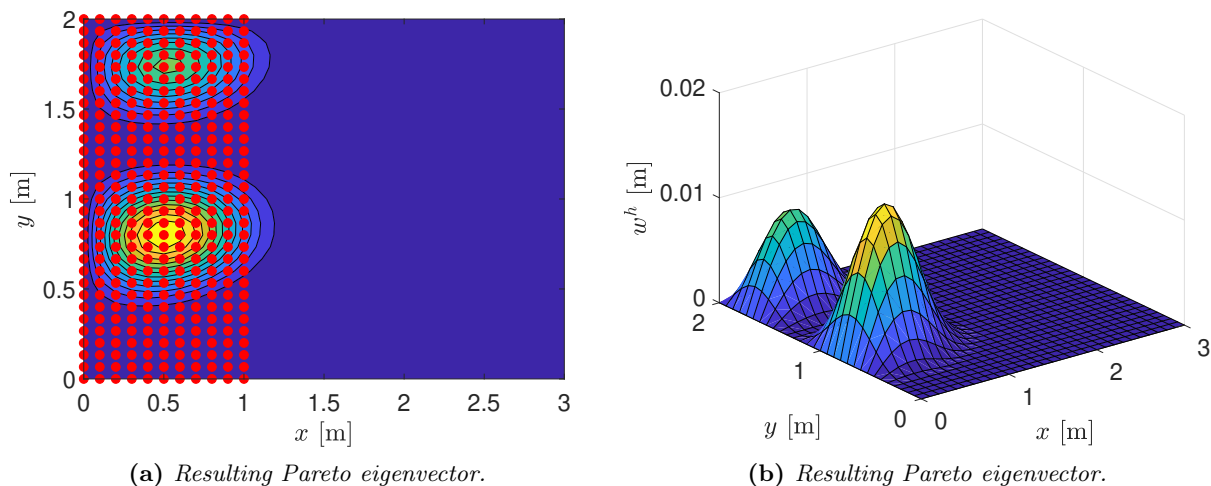 2
1.5
1
0.5
0
0 0.5 1 1.5 2 2.5 3
x [m]
y [m]
(a) Resulting Pareto eigenvector.
0.02
0.01
0
w^h [m]
2
1
0
y [m]
0
1
2
3
x [m]
(b) Resulting Pareto eigenvector.